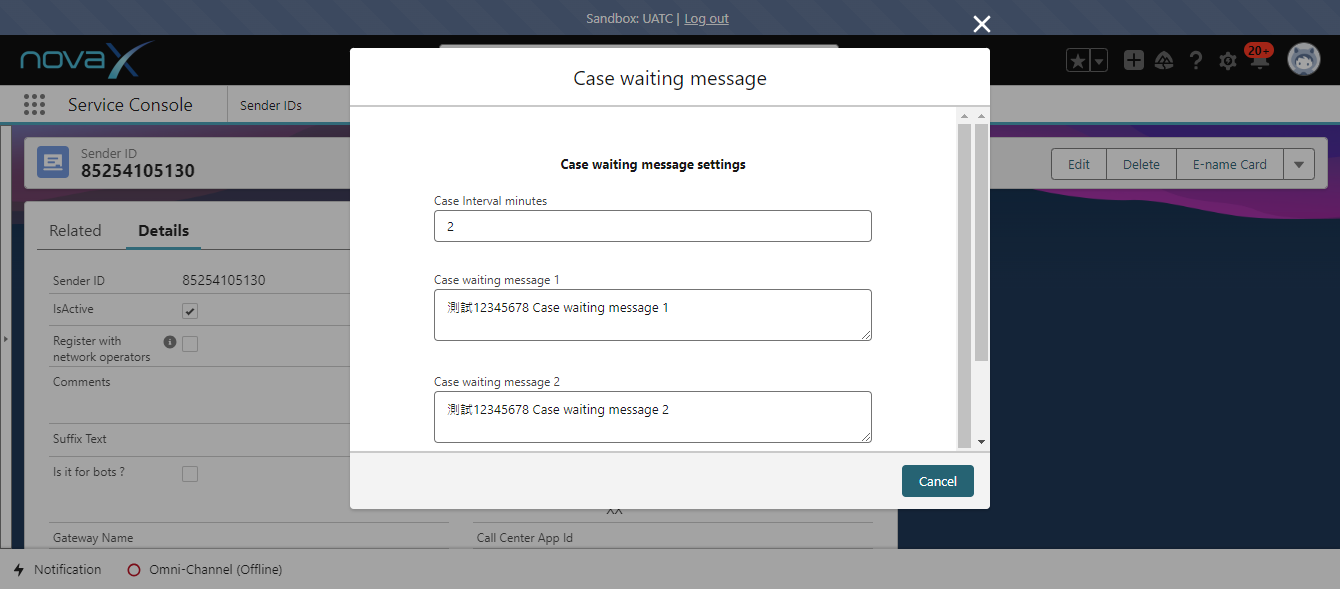 Sandbox: UATC | Log out
novaX
20+
Service Console
Sender IDs
Sender ID
85254105130
Edit
Delete
E-name Card
Related
Details
Sender ID
85254105130
IsActive
Register with
network operators
Comments
Suffix Text
Is it for bots ?
Gateway Name
Call Center App Id
Case waiting message
Case waiting message settings
Case Interval minutes
2
Case waiting message 1
測試12345678 Case waiting message 1
Case waiting message 2
測試12345678 Case waiting message 2
Cancel
Notification
Omni-Channel (Offline)